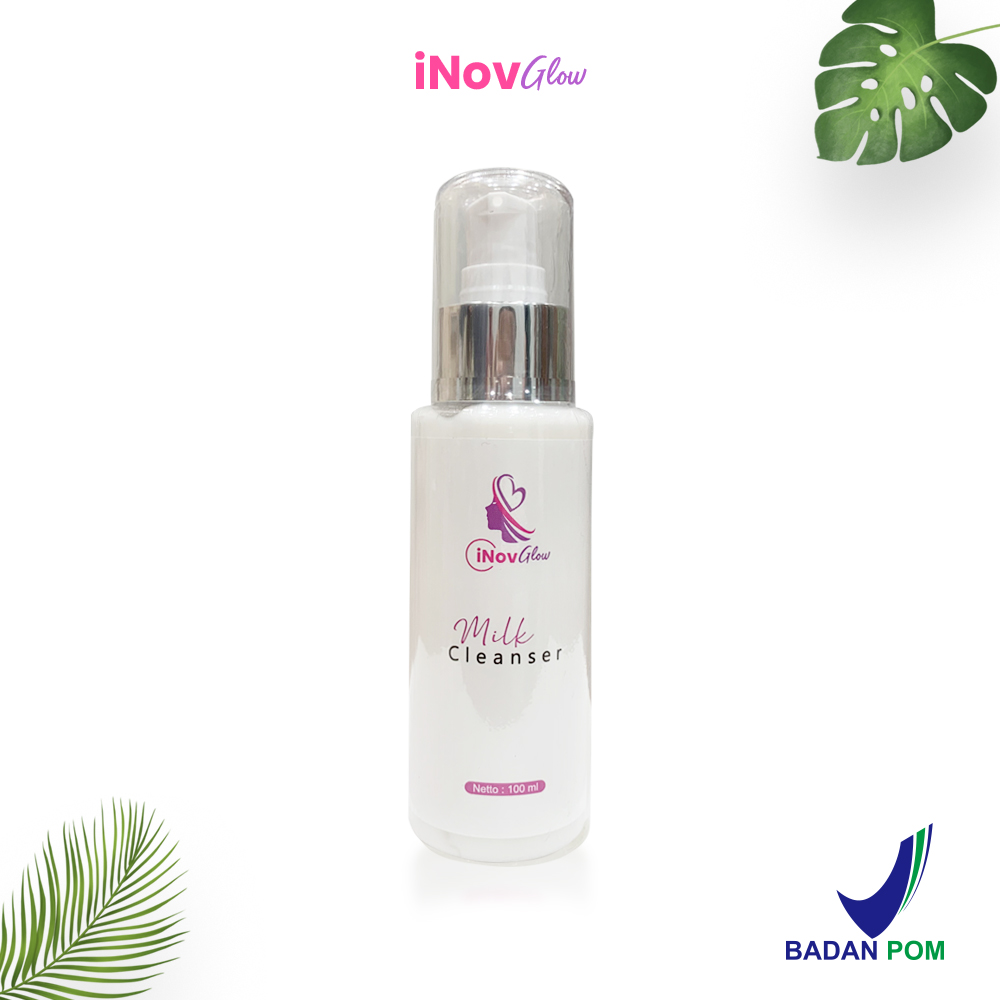 iNovGlow
iNovGlow
Milk
Cleanser
Netto : 100 ml
BADAN POM